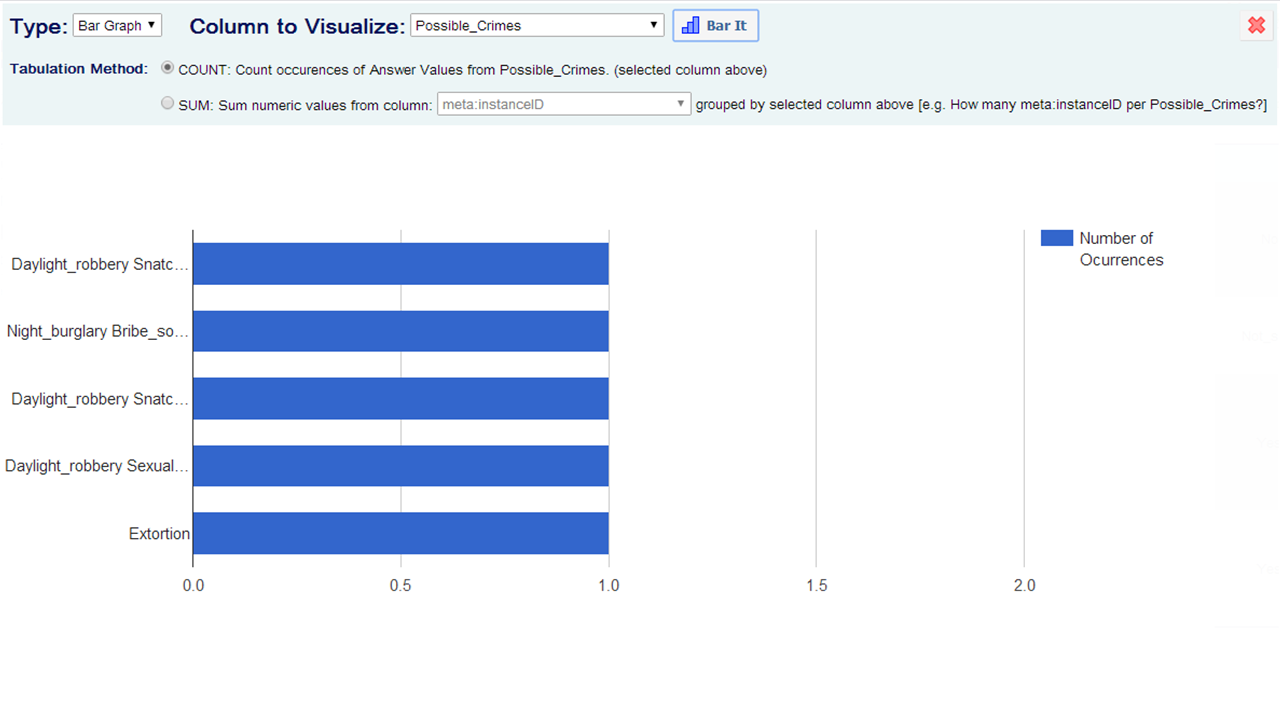 Type: Bar Graph Column to Visualize: Possible_Crimes Bar It
Tabulation Method: COUNT: Count occurences of Answer Values from Possible_Crimes. (selected column above)
SUM: Sum numeric values from column: meta:instanceID grouped by selected column above [e.g. How many meta:instanceID per Possible_Crimes?]
Number of
Ocurrences
Daylight_robbery Snatc...
Night_burglary Bribe_so...
Daylight_robbery Snatc...
Daylight_robbery Sexual...
Extortion
0.0 0.5 1.0 1.5 2.0